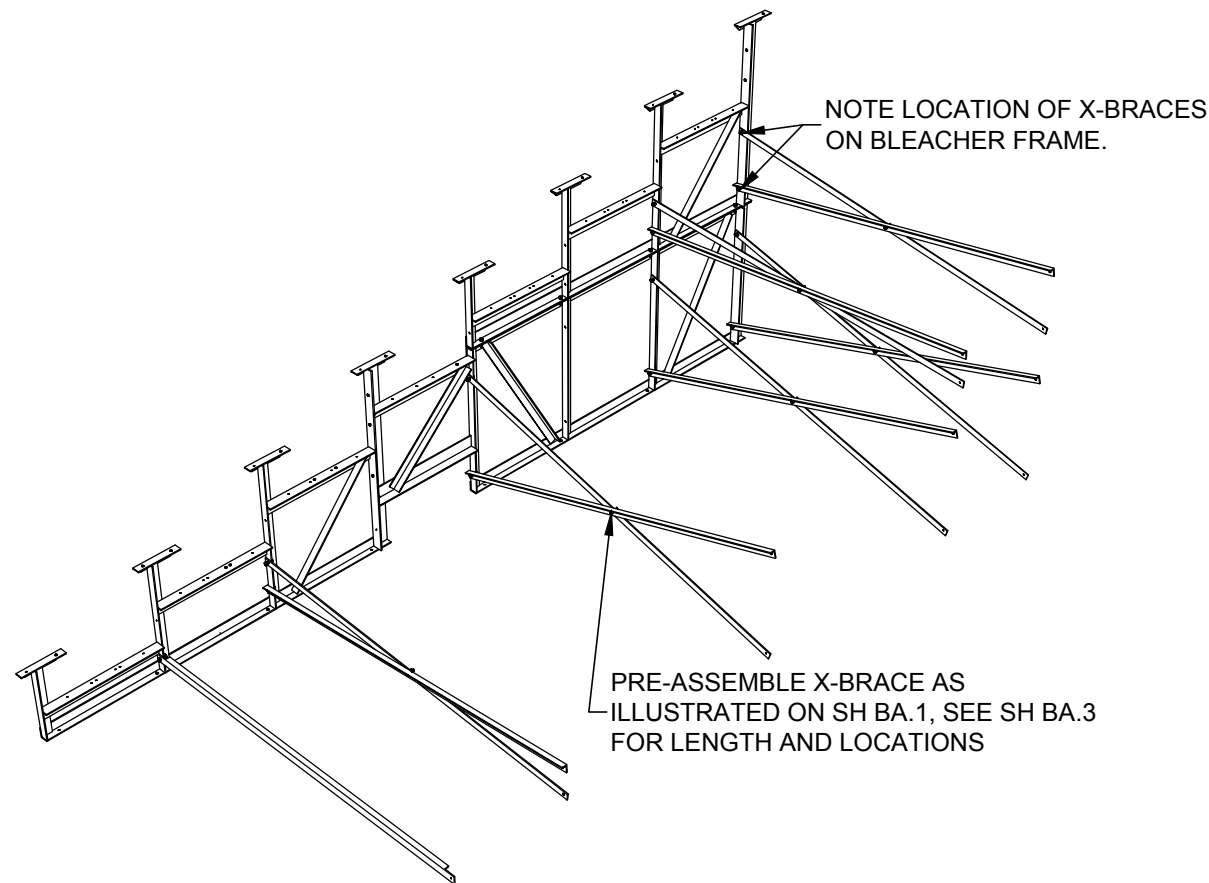 NOTE LOCATION OF X-BRACES
ON BLEACHER FRAME.
PRE-ASSEMBLE X-BRACE AS
ILLUSTRATED ON SH BA.1, SEE SH BA.3
FOR LENGTH AND LOCATIONS